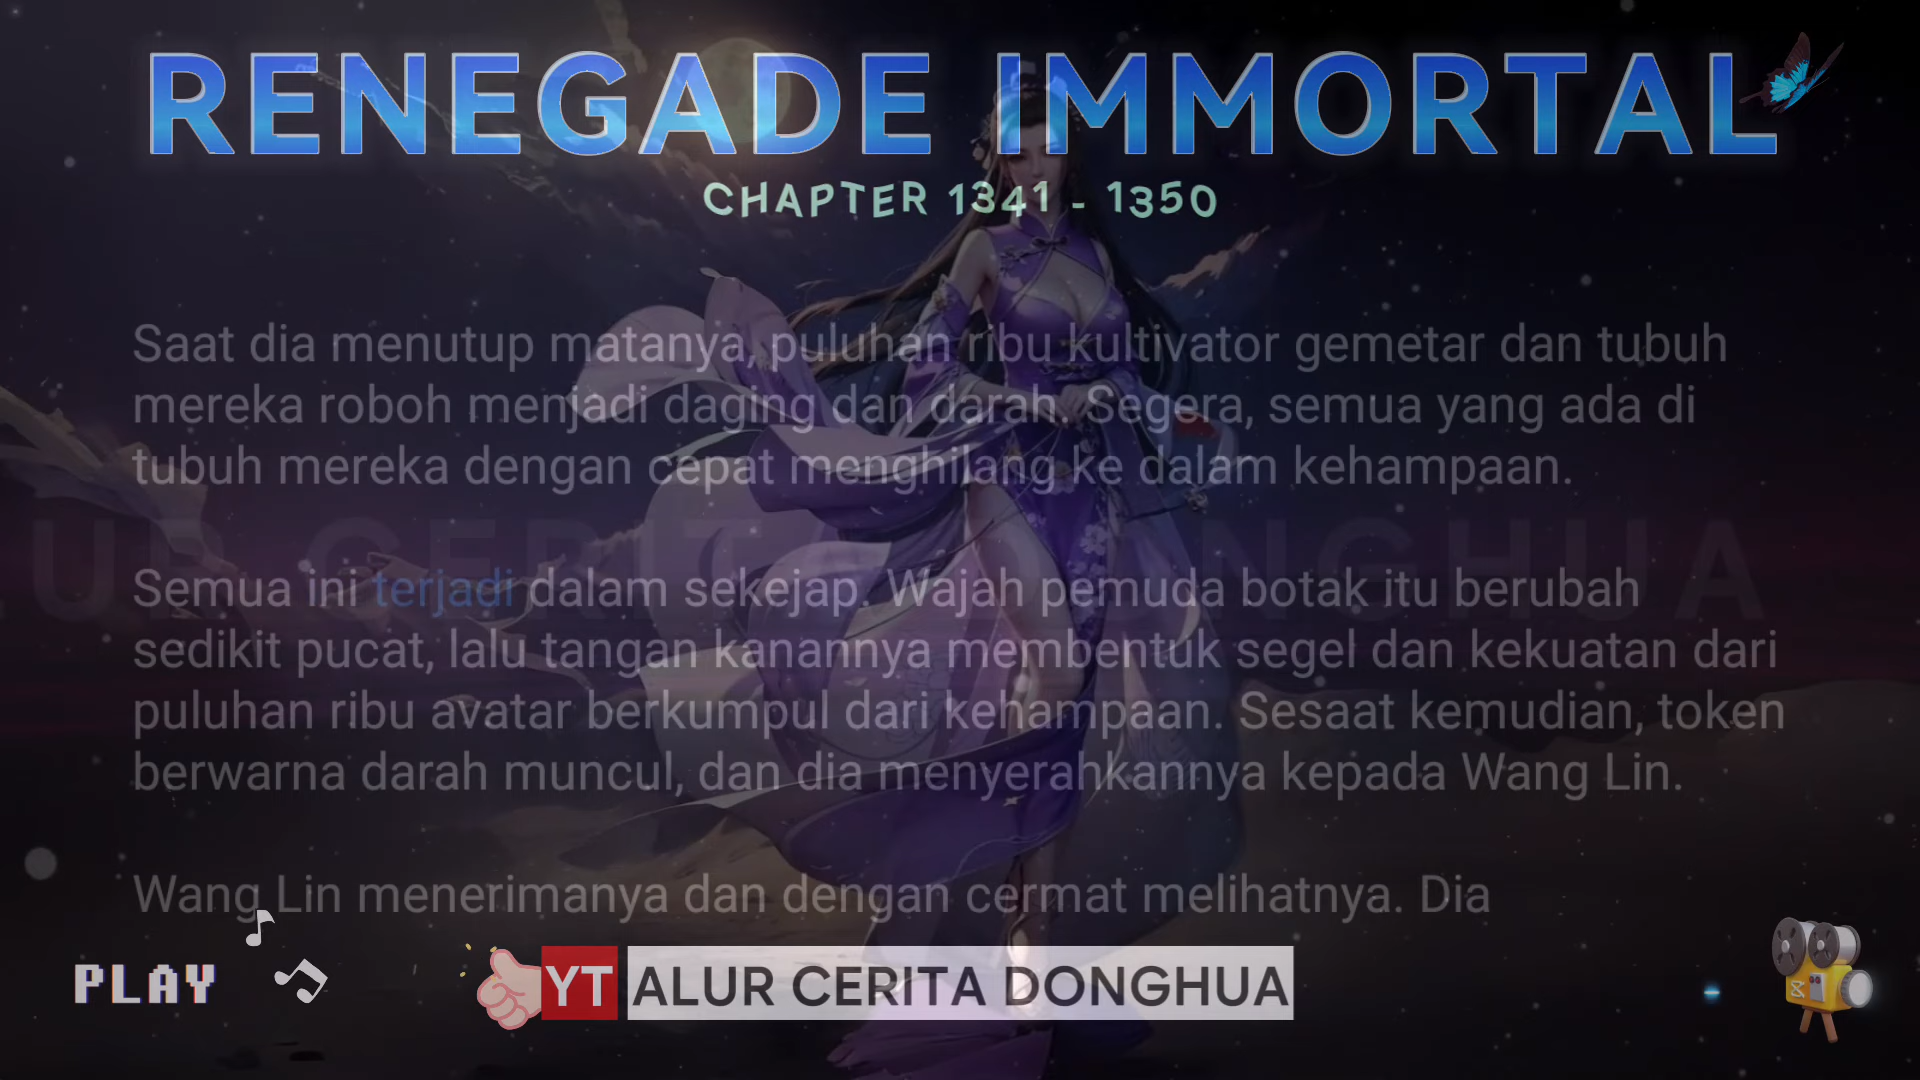 RENEGADE IMMORTAL
CHAPTER 1341 - 1350
Saat dia menutup matanya, puluhan ribu kultivator gemetar dan tubuh
mereka roboh menjadi daging dan darah. Segera, semua yang ada di
tubuh mereka dengan cepat menghilang ke dalam kehampaan.
UR CERITA DONGHUA
Semua ini terjadi dalam sekejap. Wajah pemuda botak itu berubah
sedikit pucat, lalu tangan kanannya membentuk segel dan kekuatan dari
puluhan ribu avatar berkumpul dari kehampaan. Sesaat kemudian, token
berwarna darah muncul, dan dia menyerahkannya kepada Wang Lin.
Wang Lin menerimanya dan dengan cermat melihatnya. Dia
PLAY
YT ALUR CERITA DONGHUA